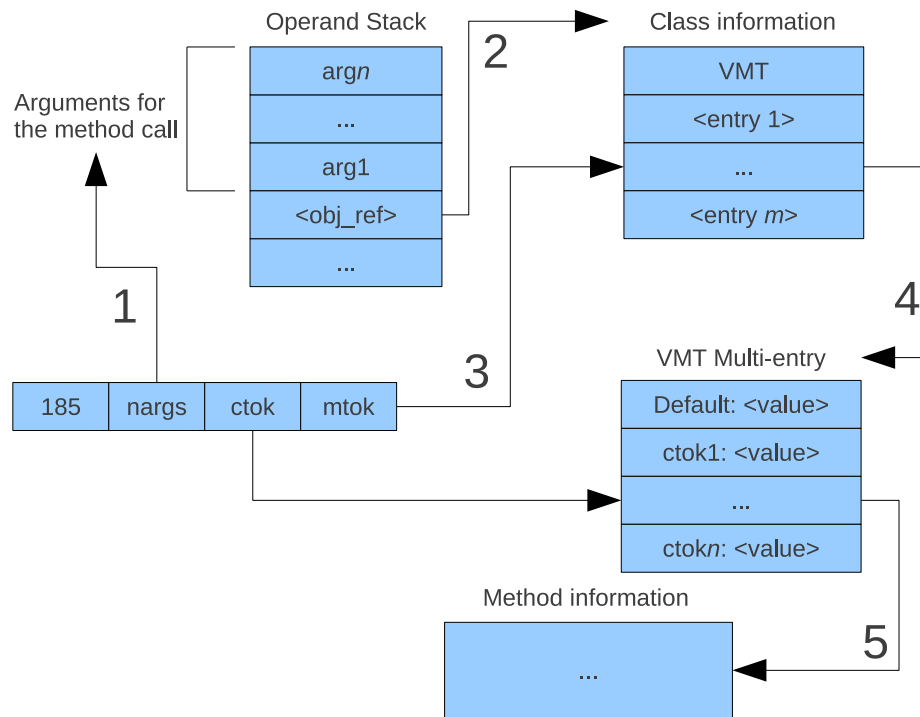 Operand Stack
2
Class information
argn
VMT
Arguments for
the method call
...
<entry 1>
arg1
...
<obj_ref>
<entry m>
...
1
4
3
VMT Multi-entry
185 nargs ctok mtok
Default: <value>
ctok1: <value>
...
ctokn: <value>
Method information
5
...